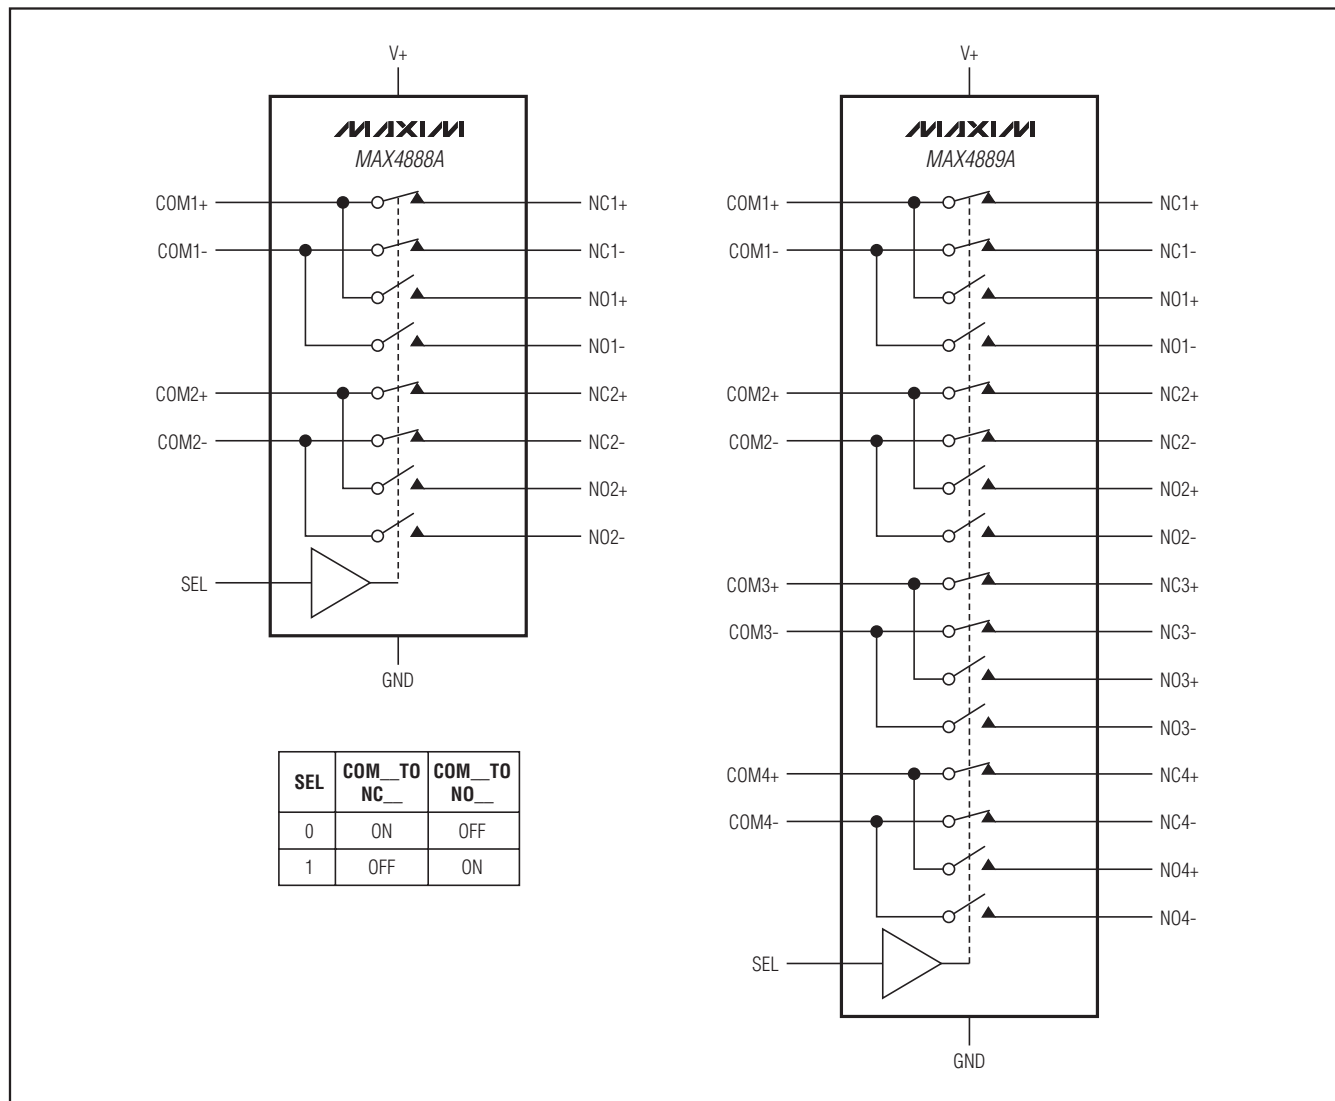 V+
MAXIM
MAX4888A
COM1+
COM1-
COM2+
COM2-
SEL
NC1+
NC1-
NO1+
NO1-
NC2+
NC2-
NO2+
NO2-
GND
SEL COM__TO NC__ COM__TO NO__
0 ON OFF
1 OFF ON
V+
MAXIM
MAX4889A
COM1+
COM1-
COM2+
COM2-
COM3+
COM3-
COM4+
COM4-
SEL
NC1+
NC1-
NO1+
NO1-
NC2+
NC2-
NO2+
NO2-
NC3+
NC3-
NO3+
NO3-
NC4+
NC4-
NO4+
NO4-
GND